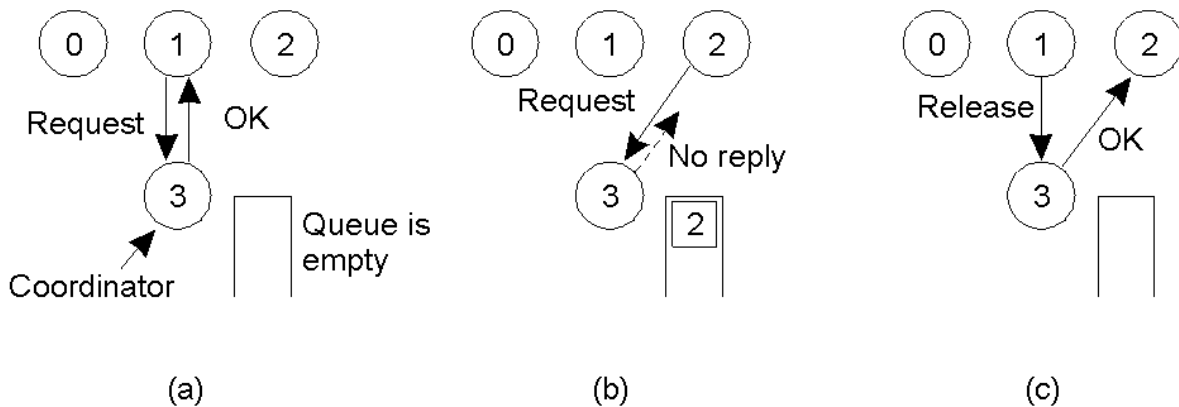 0 1 2
Request
OK
3
Queue is
empty
Coordinator
(a)
0 1 2
Request
No reply
3
2
(b)
0 1 2
Release
OK
3
(c)